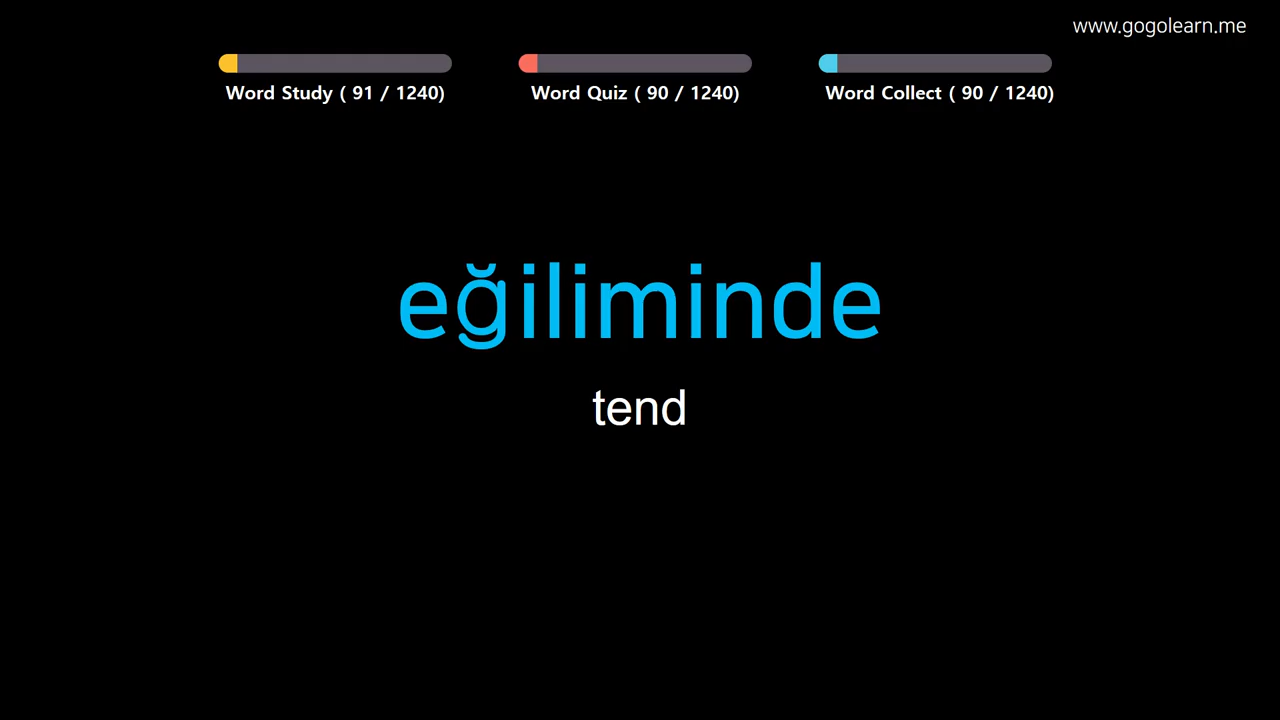 www.gogolearn.me
Word Study ( 91 / 1240)
Word Quiz ( 90 / 1240)
Word Collect ( 90 / 1240)
eğiliminde
tend